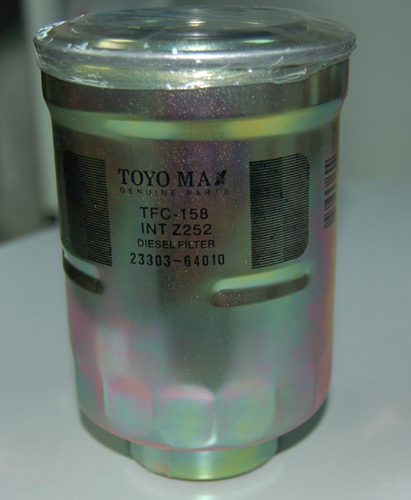 TOYO MAX
GENUINE PARTS
TFC-158
INT Z252
DIESEL FILTER
23303-64010